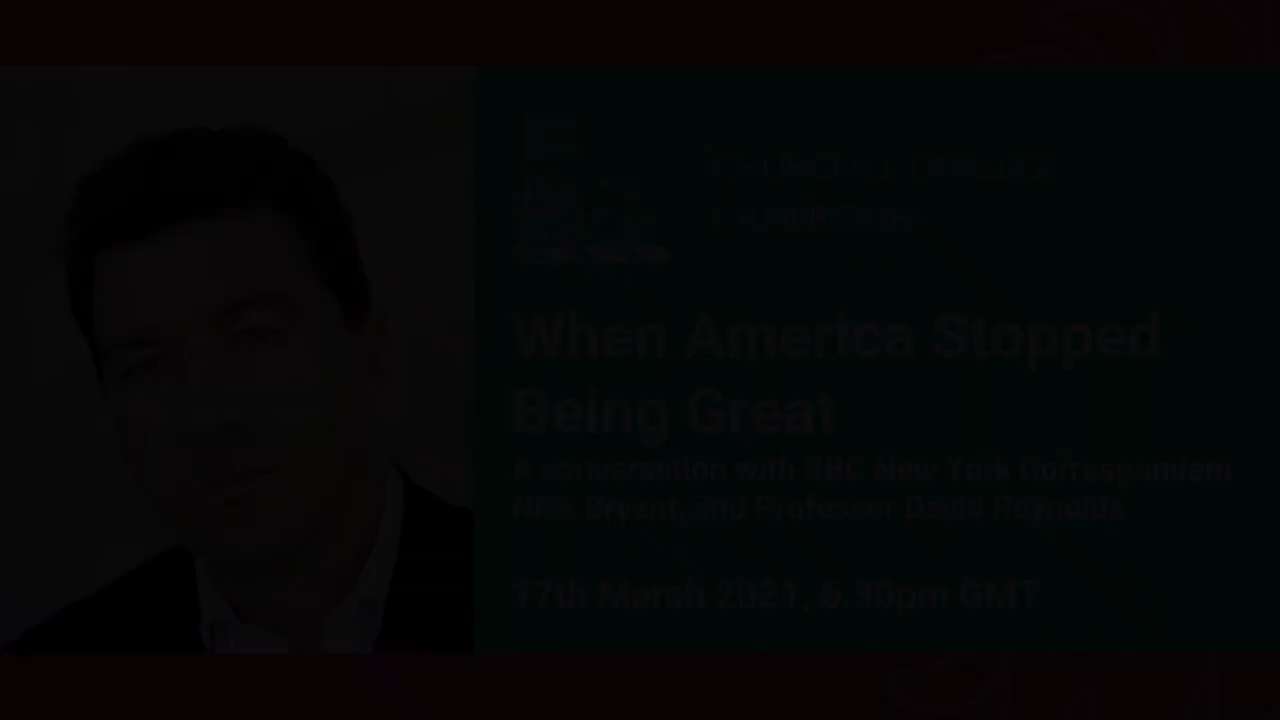 When America Stopped
Being Great
A conversation with BBC New York Correspondent
Nick Bryant, and Professor David Reynolds
17th March 2021, 6.30pm GMT